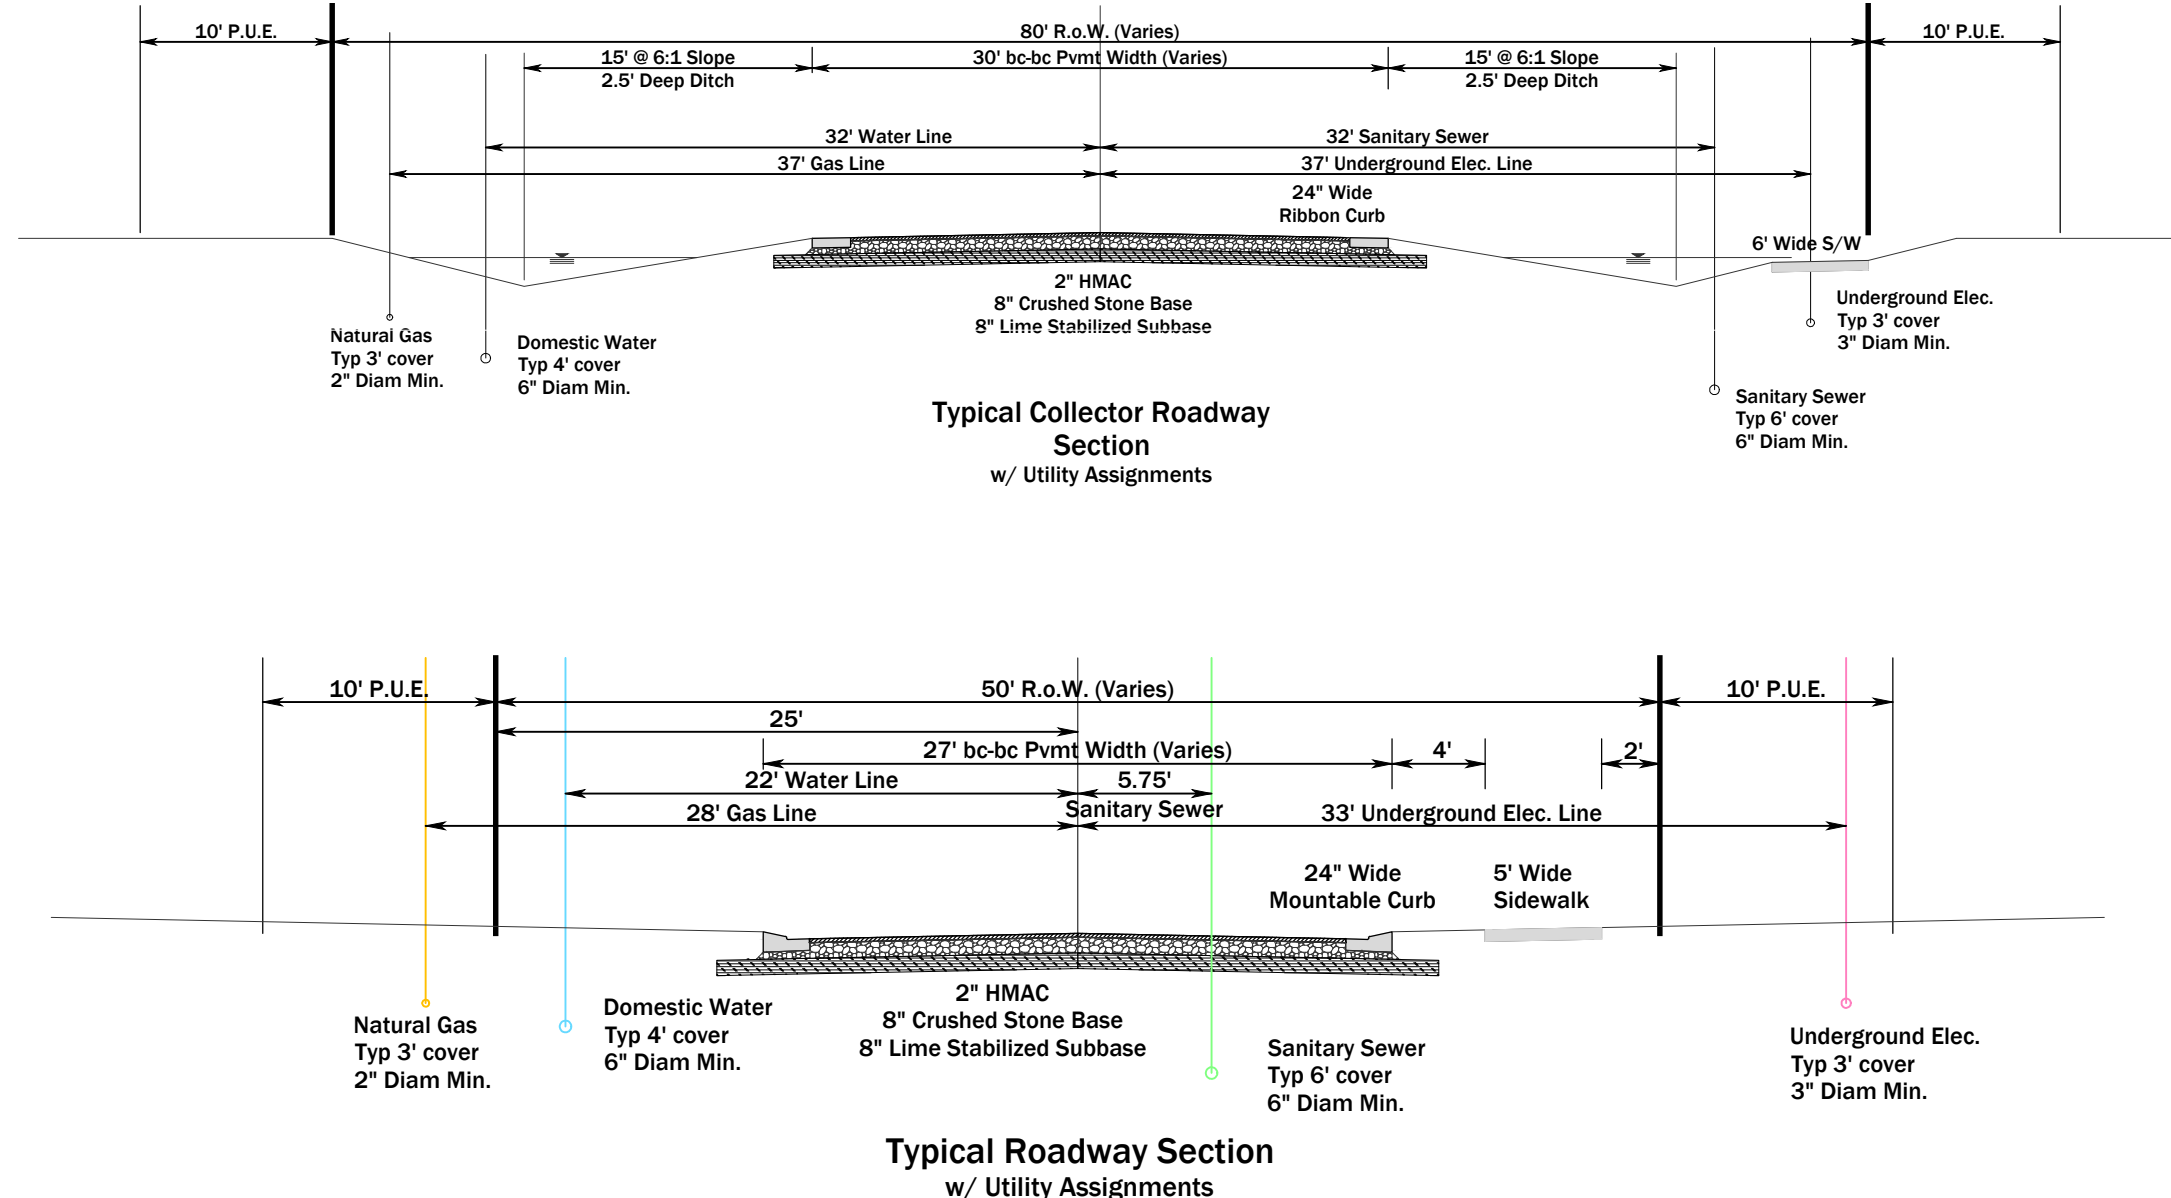 10' P.U.E.
80' R.o.W. (Varies)
10' P.U.E.
15' @ 6:1 Slope
2.5' Deep Ditch
30' bc-bc Pvmt Width (Varies)
15' @ 6:1 Slope
2.5' Deep Ditch
32' Water Line
32' Sanitary Sewer
37' Gas Line
37' Underground Elec. Line
24" Wide
Ribbon Curb
6' Wide S/W
2" HMAC
8" Crushed Stone Base
8" Lime Stabilized Subbase
Natural Gas
Typ 3' cover
2" Diam Min.
Domestic Water
Typ 4' cover
6" Diam Min.
Underground Elec.
Typ 3' cover
3" Diam Min.
Sanitary Sewer
Typ 6' cover
6" Diam Min.
Typical Collector Roadway
Section
w/ Utility Assignments
10' P.U.E.
50' R.o.W. (Varies)
10' P.U.E.
25'
27' bc-bc Pvmt Width (Varies)
4'
2'
22' Water Line
5.75'
Sanitary Sewer
28' Gas Line
33' Underground Elec. Line
24" Wide
Mountable Curb
5' Wide
Sidewalk
Natural Gas
Typ 3' cover
2" Diam Min.
Domestic Water
Typ 4' cover
6" Diam Min.
2" HMAC
8" Crushed Stone Base
8" Lime Stabilized Subbase
Sanitary Sewer
Typ 6' cover
6" Diam Min.
Underground Elec.
Typ 3' cover
3" Diam Min.
Typical Roadway Section
w/ Utility Assignments